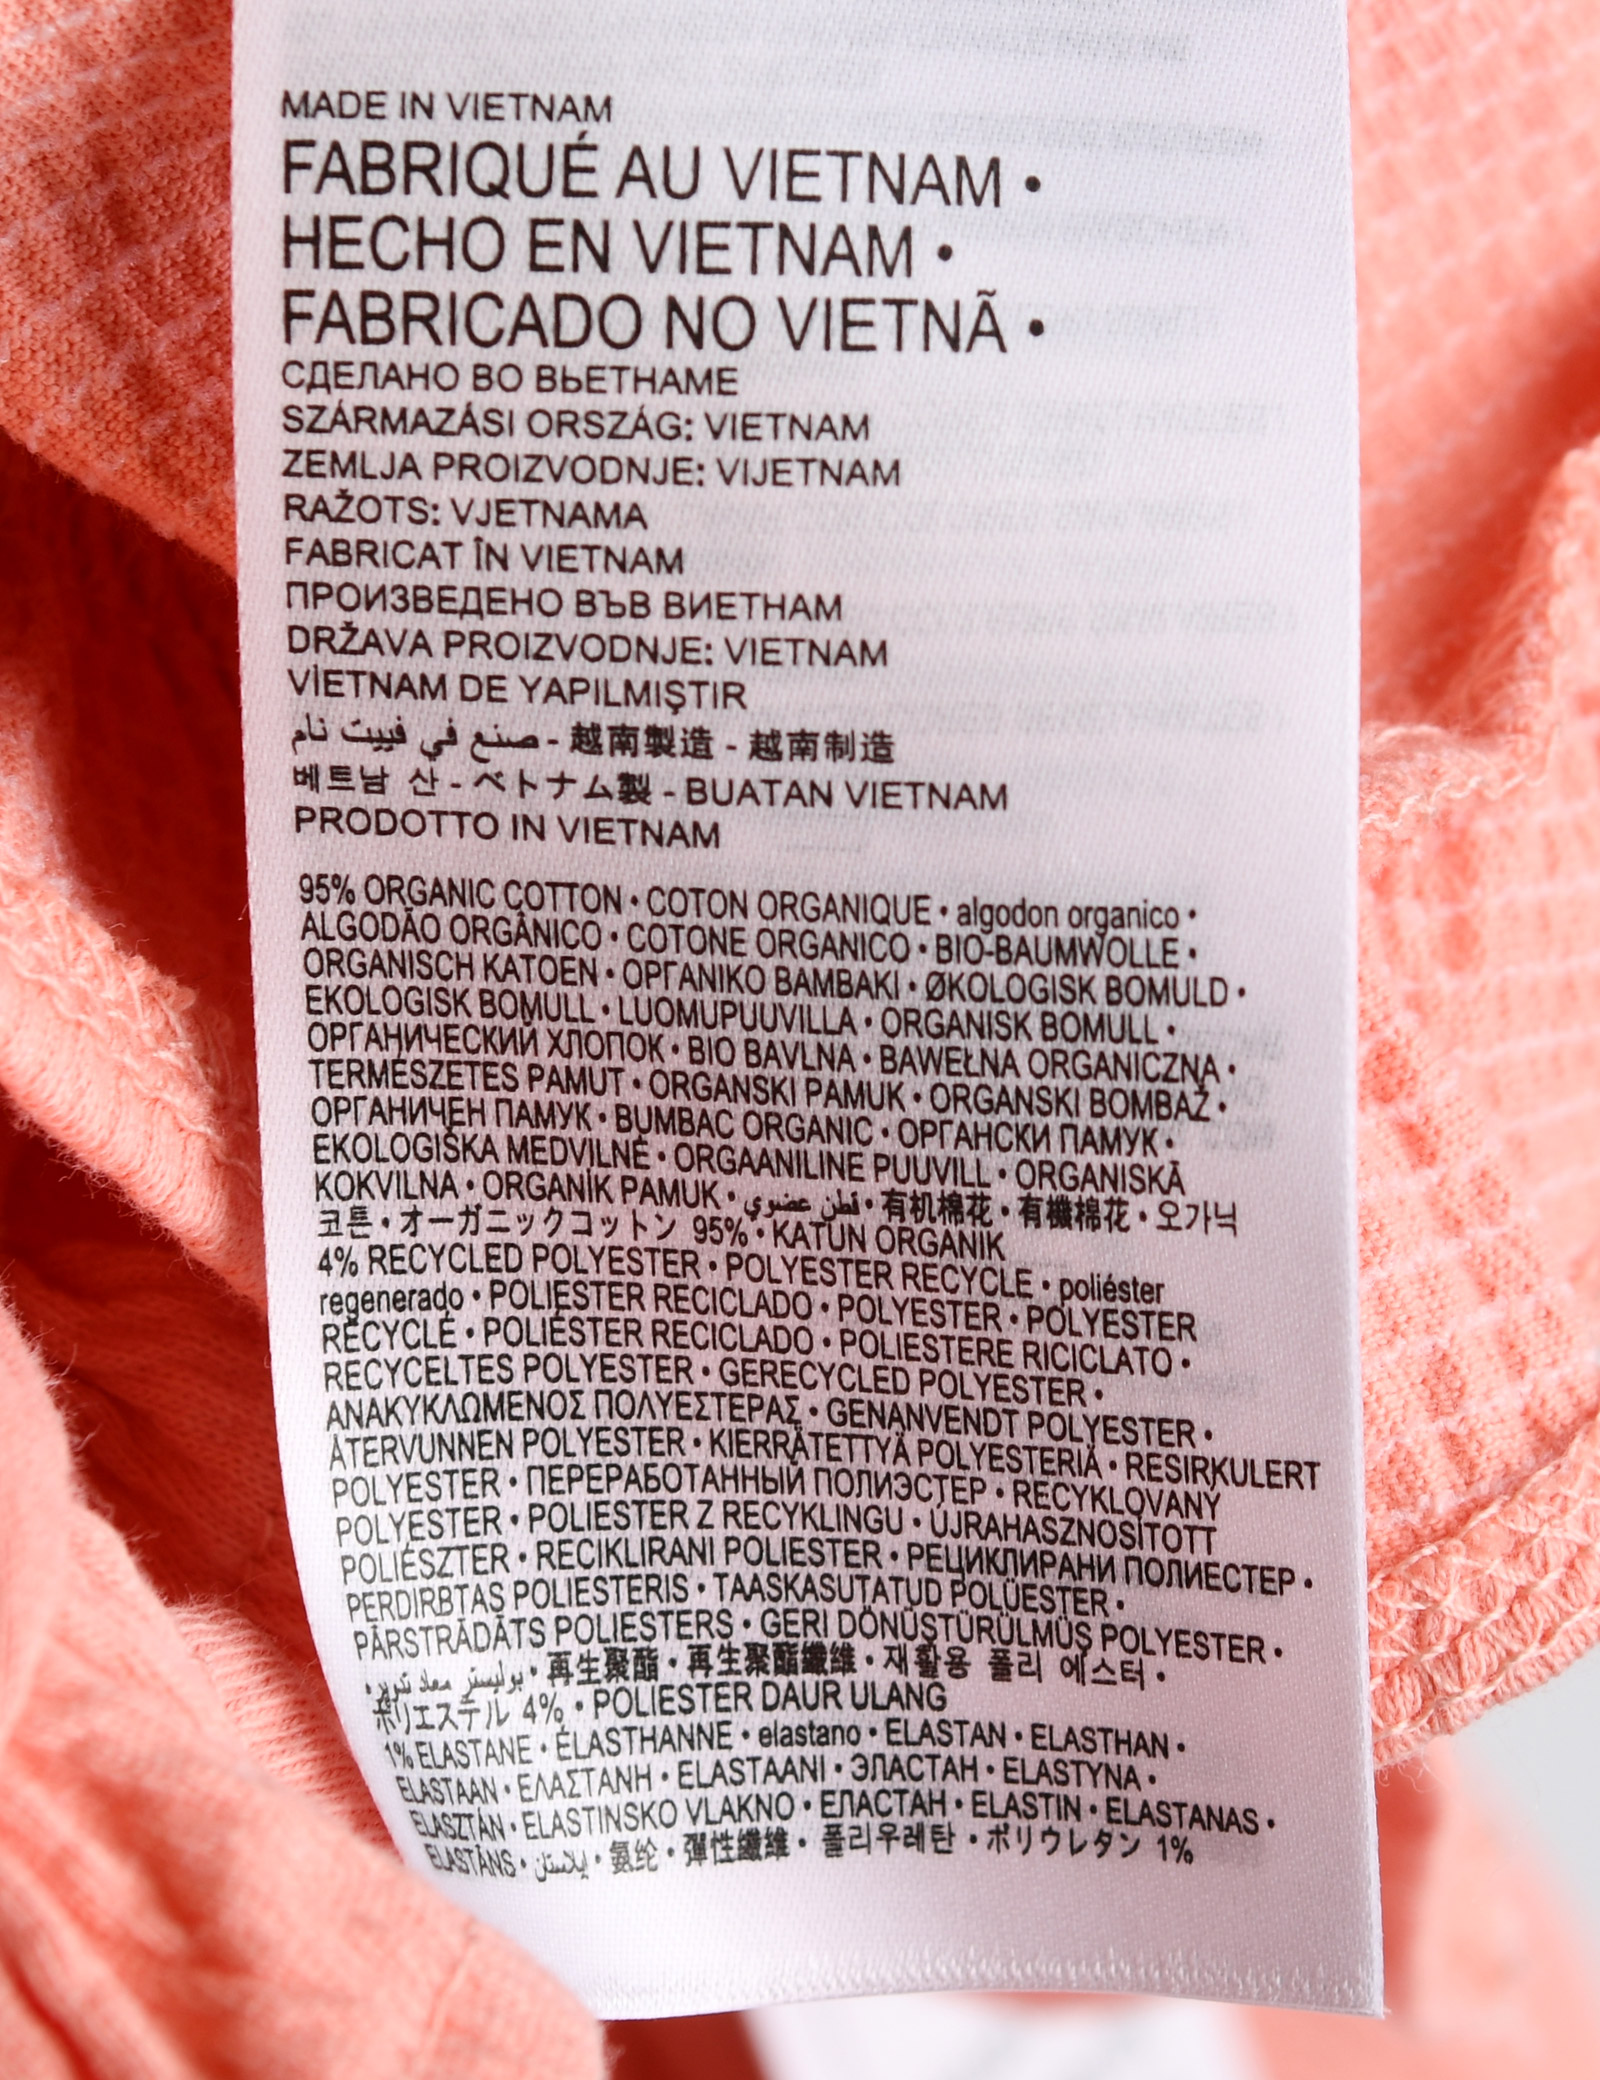 MADE IN VIETNAM
FABRIQUÉ AU VIETNAM •
HECHO EN VIETNAM •
FABRICADO NO VIETNÃ •
СДЕЛАНО ВО ВЬЕТНАМЕ
SZÁRMAZÁSI ORSZÁG: VIETNAM
ZEMLJA PROIZVODNJE: VIJETNAM
RAŽOTS: VJETNAMA
FABRICAT ÎN VIETNAM
ПРОИЗВЕДЕНО ВЪВ ВИЕТНАМ
DRŽAVA PROIZVODNJE: VIETNAM
VİETNAM DE YAPILMIŞTIR
صنع في فييت نام - 越南製造 - 越南制造
베트남 산 - ベトナム製 - BUATAN VIETNAM
PRODOTTO IN VIETNAM
95% ORGANIC COTTON • COTON ORGANIQUE • algodon organico •
ALGODÃO ORGÂNICO • COTONE ORGANICO • BIO-BAUMWOLLE •
ORGANISCH KATOEN • ΟΡΓΑΝΙΚΟ ΒΑΜΒΑΚΙ • ØKOLOGISK BOMULD •
EKOLOGISK BOMULL • LUOMUPUUVILLA • ORGANISK BOMULL •
ОРГАНИЧЕСКИЙ ХЛОПОК • BIO BAVLNA • BAWEŁNA ORGANICZNA •
TERMESZETES PAMUT • ORGANSKI PAMUK • ORGANSKI BOMBAŽ •
ОРГАНИЧЕН ПАМУК • BUMBAC ORGANIC • ОРГАНСКИ ПАМУК •
EKOLOGIŠKA MEDVILNĖ • ORGAANILINE PUUVILL • ORGANISKĀ
KOKVILNA • ORGANİK PAMUK • قطن عضوي • 有机棉花 • 有機棉花 • 오가닉
코튼 • オーガニックコットン 95% • KATUN ORGANIK
4% RECYCLED POLYESTER • POLYESTER RECYCLE • poliéster
regenerado • POLIESTER RECICLADO • POLYESTER • POLYESTER
RECYCLÉ • POLIÉSTER RECICLADO • POLIESTERE RICICLATO •
RECYCELTES POLYESTER • GERECYCLED POLYESTER •
ΑΝΑΚΥΚΛΩΜΕΝΟΣ ΠΟΛΥΕΣΤΕΡΑΣ • GENANVENDT POLYESTER •
ÅTERVUNNEN POLYESTER • KIERRÄTETTYÄ POLYESTERIÄ • RESIRKULERT
POLYESTER • ПЕРЕРАБОТАННЫЙ ПОЛИЭСТЕР • RECYKLOVANÝ
POLYESTER • POLIESTER Z RECYKLINGU • ÚJRAHASZNOSÍTOTT
POLIÉSZTER • RECIKLIRANI POLIESTER • РЕЦИКЛИРАНИ ПОЛИЕСТЕР •
PERDIRBTAS POLIESTERIS • TAASKASUTATUD POLÜESTER •
PĀRSTRĀDĀTS POLIESTERS • GERI DÖNÜŞTÜRÜLMÜŞ POLYESTER •
بوليستر معاد تدويره • 再生聚酯 • 再生聚酯纖維 • 재활용 폴리 에스터 •
ポリエステル 4% • POLIESTER DAUR ULANG
1% ELASTANE • ÉLASTHANNE • elastano • ELASTAN • ELASTHAN •
ELASTAAN • ΕΛΑΣΤΑΝΗ • ELASTAANI • ЭЛАСТАН • ELASTYNA •
ELASZTÁN • ELASTINSKO VLAKNO • ЕЛАСТАН • ELASTIN • ELASTANAS •
ELASTĀNS • إيلاستان • 氨纶 • 彈性纖維 • 폴리우레탄 • ポリウレタン 1%